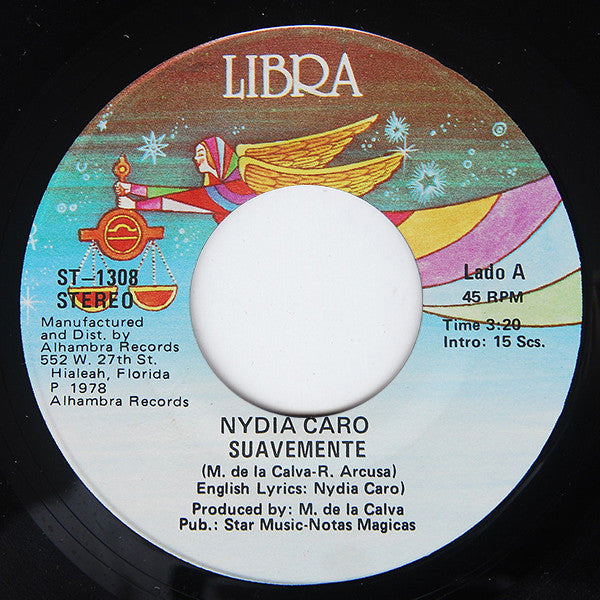 LIBRA
ST-1308
STEREO
Manufactured
and Dist. by
Alhambra Records
552 W. 27th St.
Hialeah, Florida
P 1978
Alhambra Records
Lado A
45 RPM
Time 3:20
Intro: 15 Scs.
NYDIA CARO
SUAVEMENTE
(M. de la Calva-R. Arcusa)
English Lyrics: Nydia Caro)
Produced by: M. de la Calva
Pub.: Star Music-Notas Magicas